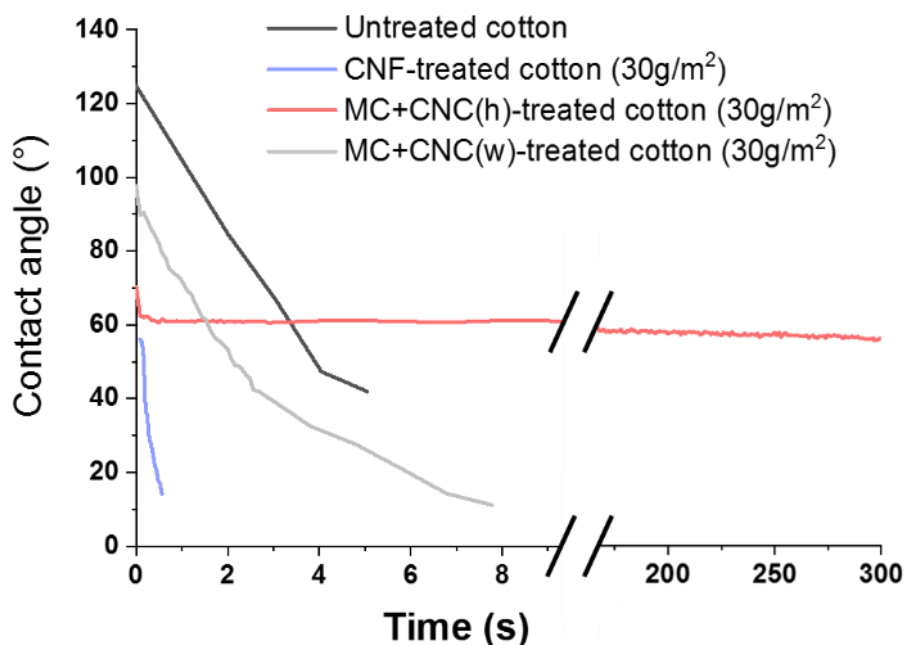 Untreated cotton
CNF-treated cotton (30g/m²)
MC+CNC(h)-treated cotton (30g/m²)
MC+CNC(w)-treated cotton (30g/m²)
Contact angle (°)
140
120
100
80
60
40
20
0
0 2 4 6 8 200 250 300
Time (s)